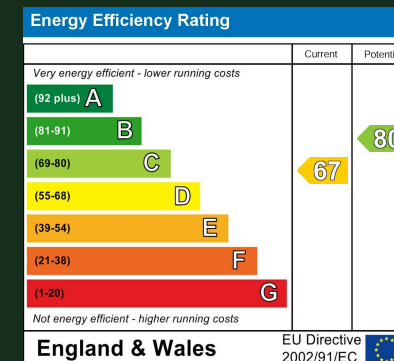 Energy Efficiency Rating
Current
Very energy efficient - lower running costs
(92 plus) A
(81-91) B
(69-80) C
(55-68) D
(39-54) E
(21-38) F
(1-20) G
67
80
Not energy efficient - higher running costs
England & Wales
EU Directive
2002/91/EC